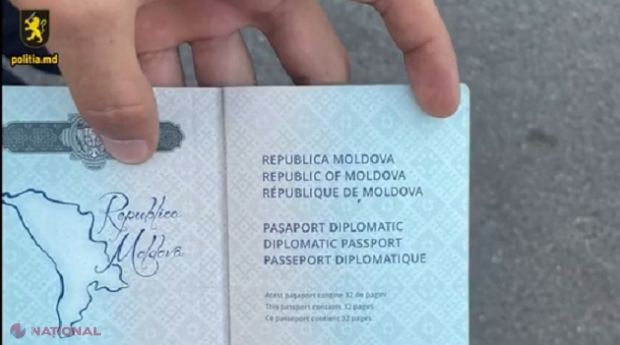 politia.md
Republica
Moldova
REPUBLICA MOLDOVA
REPUBLIC OF MOLDOVA
RÉPUBLIQUE DE MOLDOVA
PAŞAPORT DIPLOMATIC
DIPLOMATIC PASSPORT
PASSEPORT DIPLOMATIQUE
Acest paşaport conţine 32 de pagini
This passport contains 32 pages
Ce passeport contient 32 pages
NAŢIONAL